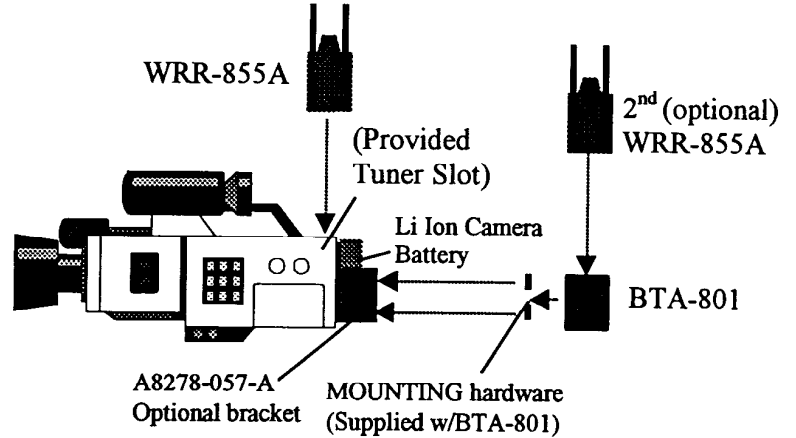 WRR-855A
2nd (optional)
WRR-855A
(Provided
Tuner Slot)
Li Ion Camera
Battery
BTA-801
A8278-057-A
Optional bracket
MOUNTING hardware
(Supplied w/BTA-801)